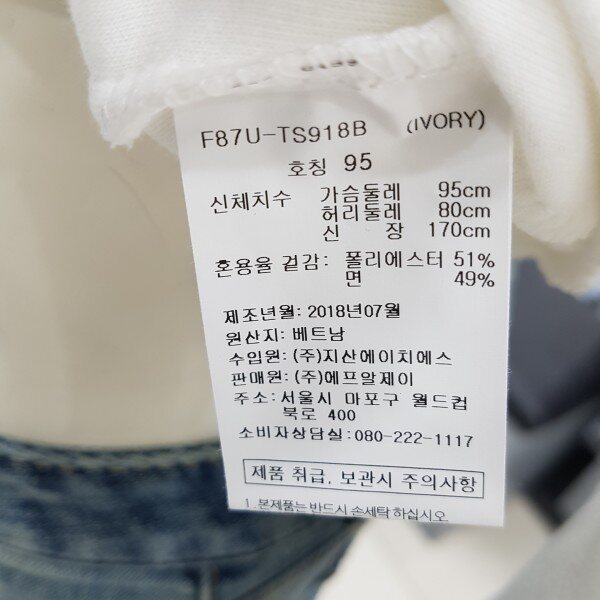 F87U-TS918B (IVORY)
호칭 95
신체치수 가슴둘레 95cm
허리둘레 80cm
신 장 170cm
혼용율 겉감: 폴리에스터 51%
면 49%
제조년월: 2018년07월
원산지: 베트남
수입원: (주)지산에이치에스
판매원: (주)에프알제이
주소: 서울시 마포구 월드컵
북로 400
소비자상담실: 080-222-1117
제품 취급, 보관시 주의사항
1. 본제품는 반드시 손세탁 하십시오